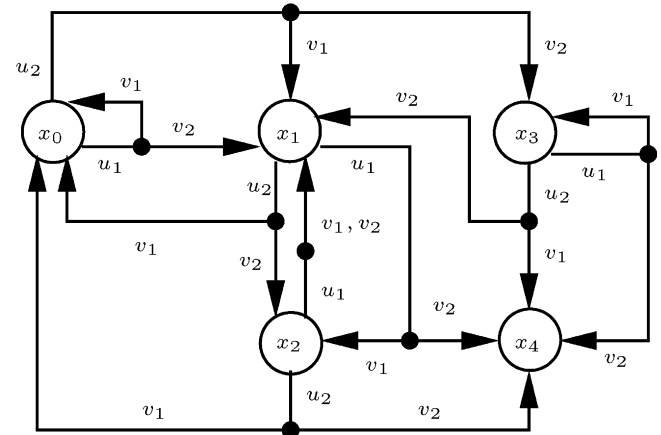 v₁
v₂
u₂
v₁
v₂
v₁
x₀
v₂
x₁
x₃
u₁
u₁
u₁
u₂
u₂
v₁
v₁, v₂
v₂
v₁
u₁
v₂
x₂
x₄
v₁
v₂
u₂
v₁
v₂